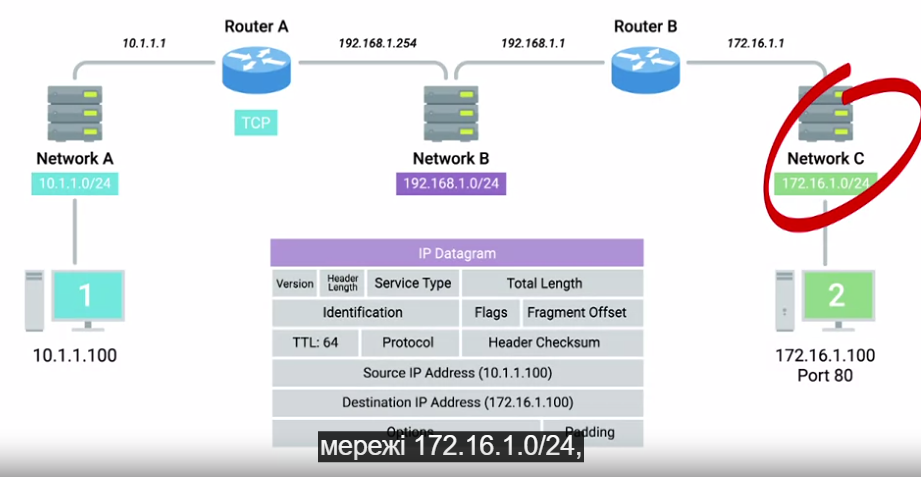 Router A
Router B
10.1.1.1
192.168.1.254
192.168.1.1
172.16.1.1
TCP
Network A
Network B
Network C
10.1.1.0/24
192.168.1.0/24
172.16.1.0/24
IP Datagram
Version
Header Length
Service Type
Total Length
Identification
Flags
Fragment Offset
TTL: 64
Protocol
Header Checksum
Source IP Address (10.1.1.100)
Destination IP Address (172.16.1.100)
Options
Padding
1
10.1.1.100
2
172.16.1.100
Port 80
мережі 172.16.1.0/24,